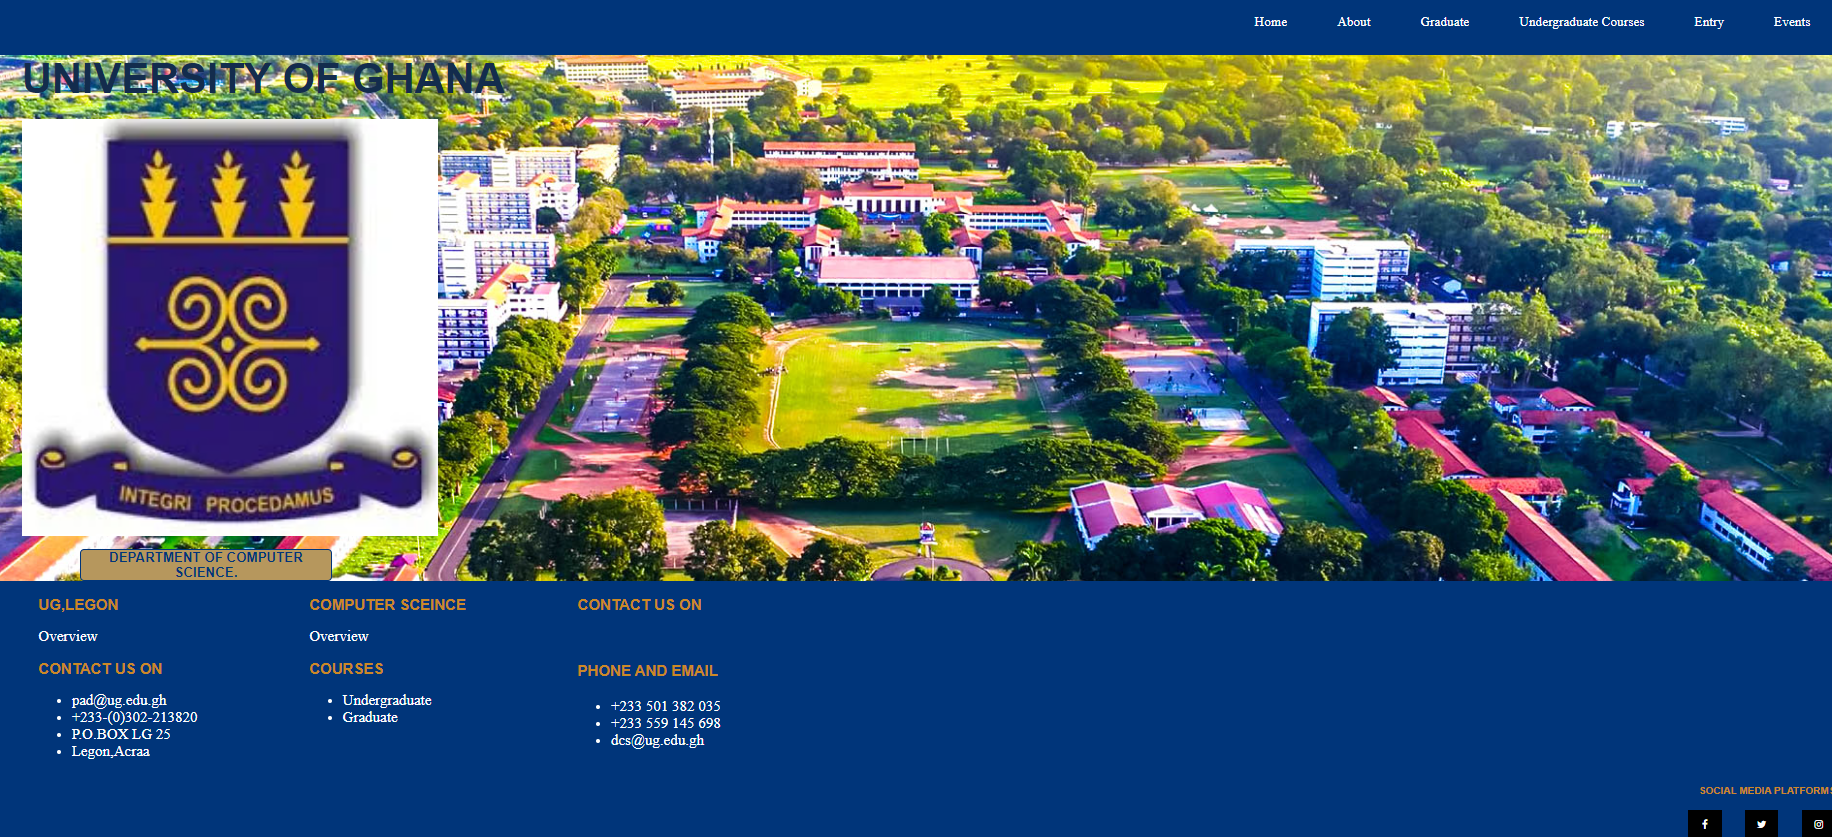 Home About Graduate Undergraduate Courses Entry Events
UNIVERSITY OF GHANA
INTEGRI PROCEDAMUS
DEPARTMENT OF COMPUTER
SCIENCE.
UG,LEGON
Overview
CONTACT US ON
pad@ug.edu.gh
+233-(0)302-213820
P.O.BOX LG 25
Legon,Acraa
COMPUTER SCEINCE
Overview
COURSES
Undergraduate
Graduate
CONTACT US ON
PHONE AND EMAIL
+233 501 382 035
+233 559 145 698
dcs@ug.edu.gh
SOCIAL MEDIA PLATFORMS